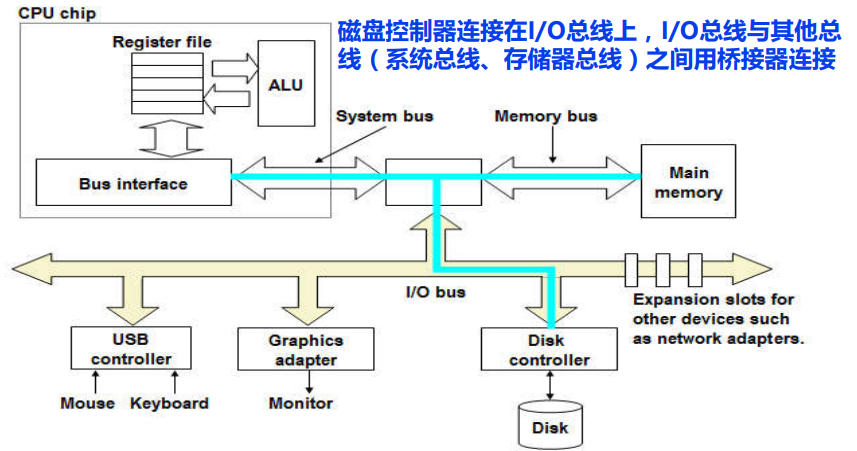 CPU chip
磁盘控制器连接在I/O总线上，I/O总线与其他总
线（系统总线、存储器总线）之间用桥接器连接
Register file
ALU
System bus
Memory bus
Bus interface
Main
memory
I/O bus
Expansion slots for
other devices such
as network adapters.
USB
controller
Graphics
adapter
Disk
controller
Mouse
Keyboard
Monitor
Disk